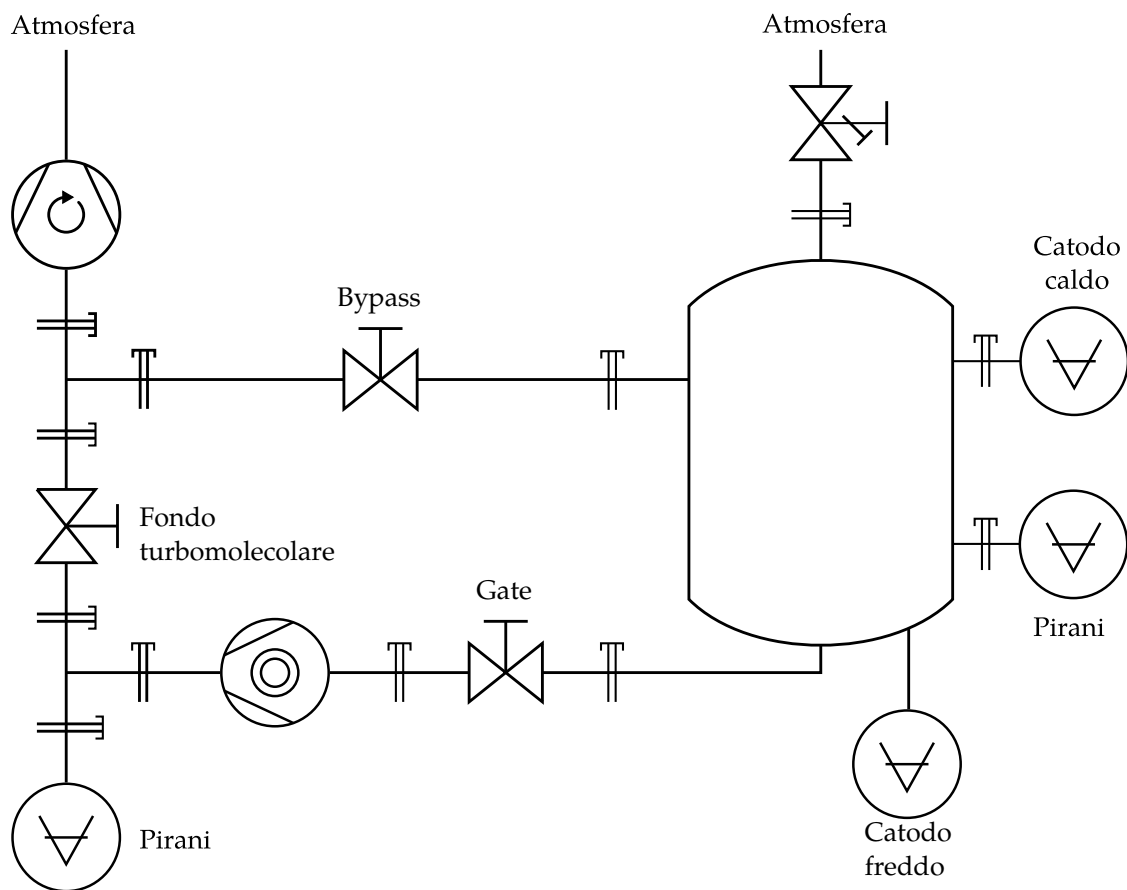 Atmosfera
Atmosfera
Catodo
caldo
Bypass
Fondo
turbomolecolare
Gate
Pirani
Pirani
Catodo
freddo